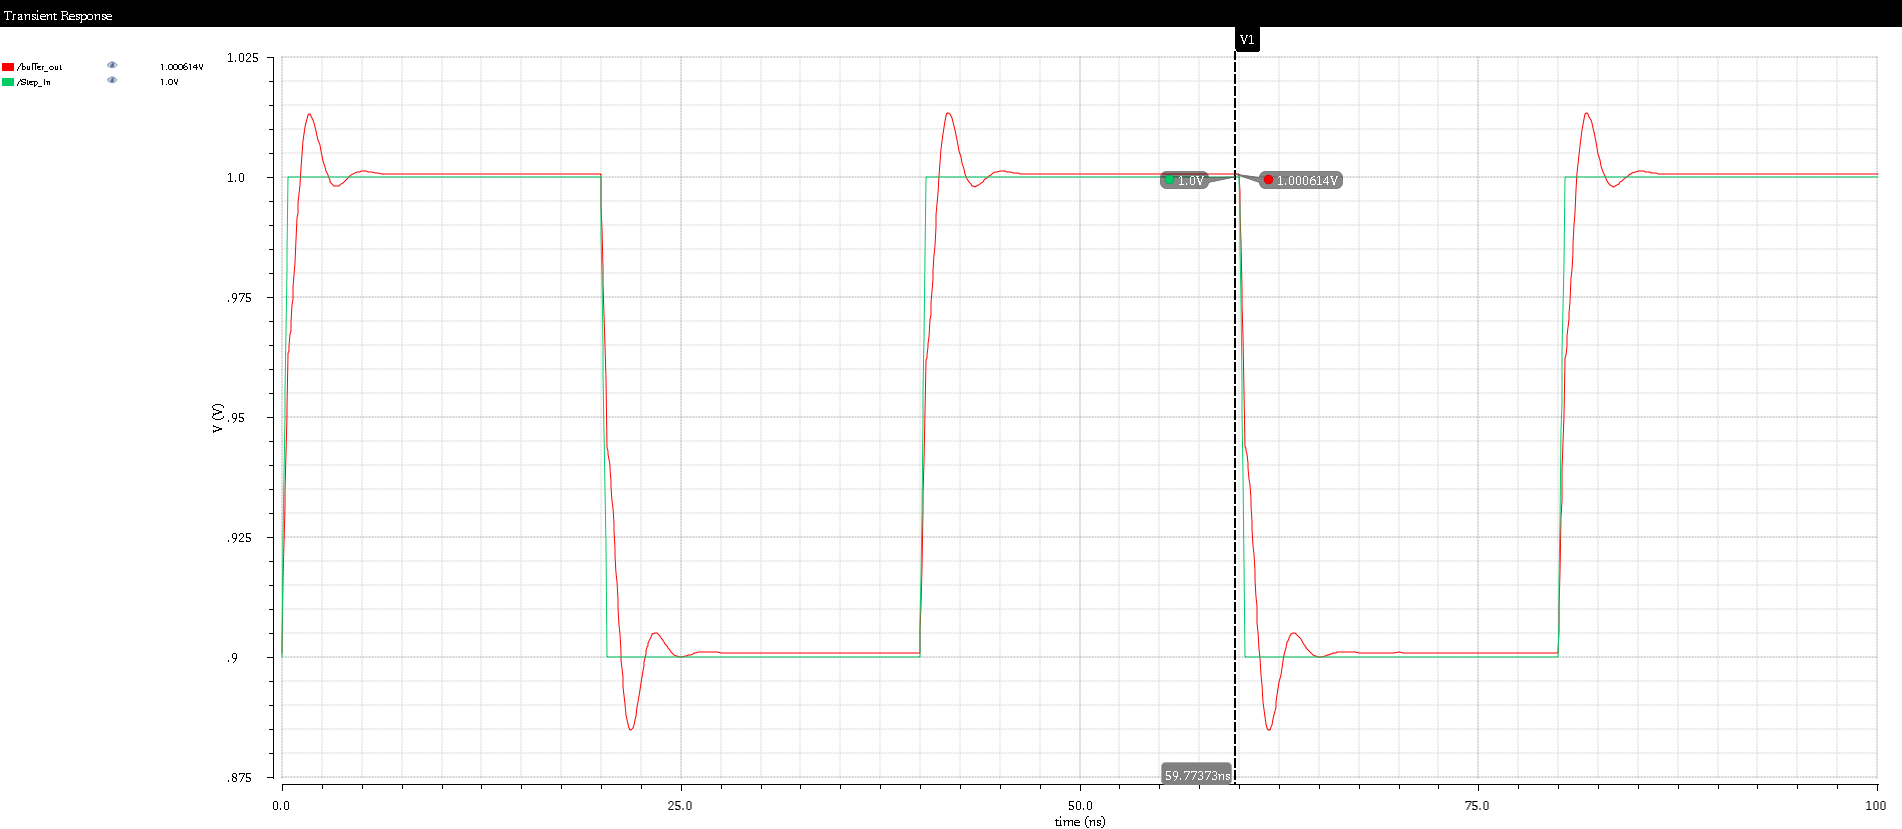 Transient Response
V1
/buffer_out 1.000614V
/Step_in 1.0V
1.025
1.0
.975
.95
.925
.9
.875
V (V)
1.0V
1.000614V
59.77373ns
0.0 25.0 50.0 75.0 100
time (ns)